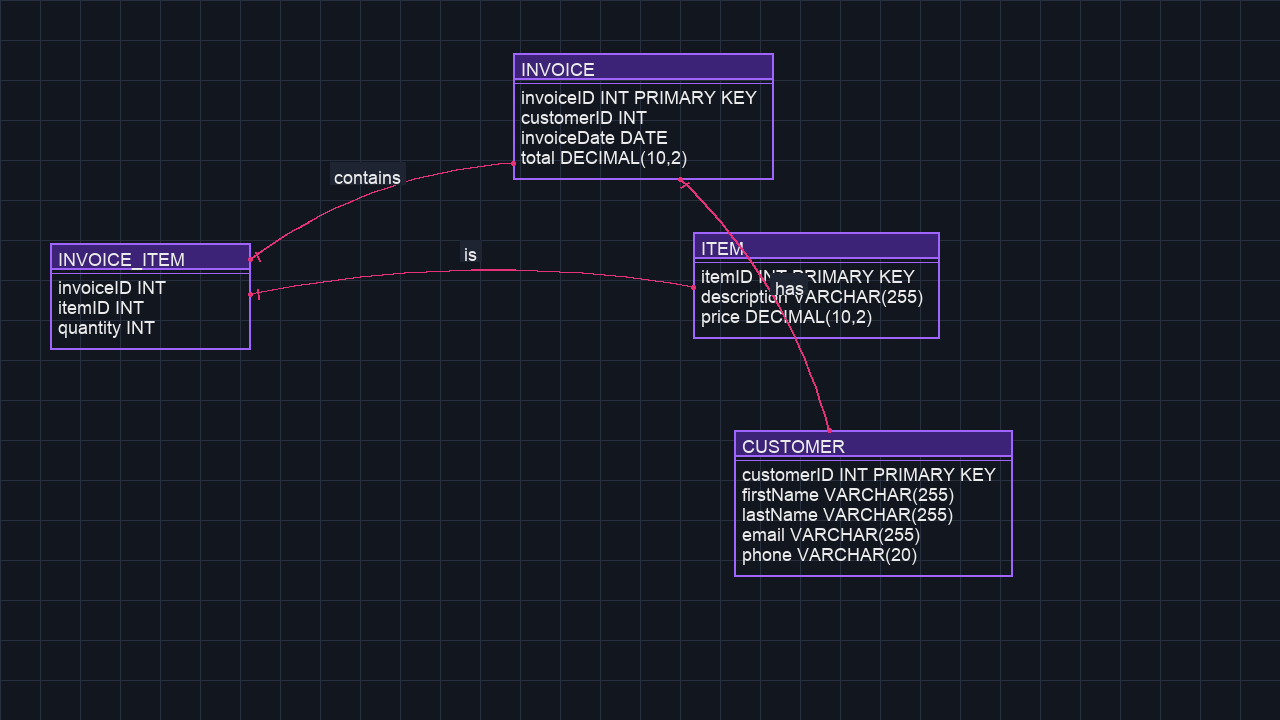 INVOICE
invoiceID INT PRIMARY KEY
customerID INT
invoiceDate DATE
total DECIMAL(10,2)
contains
is
INVOICE_ITEM
invoiceID INT
itemID INT
quantity INT
ITEM
itemID INT PRIMARY KEY
description VARCHAR(255)
price DECIMAL(10,2)
has
CUSTOMER
customerID INT PRIMARY KEY
firstName VARCHAR(255)
lastName VARCHAR(255)
email VARCHAR(255)
phone VARCHAR(20)